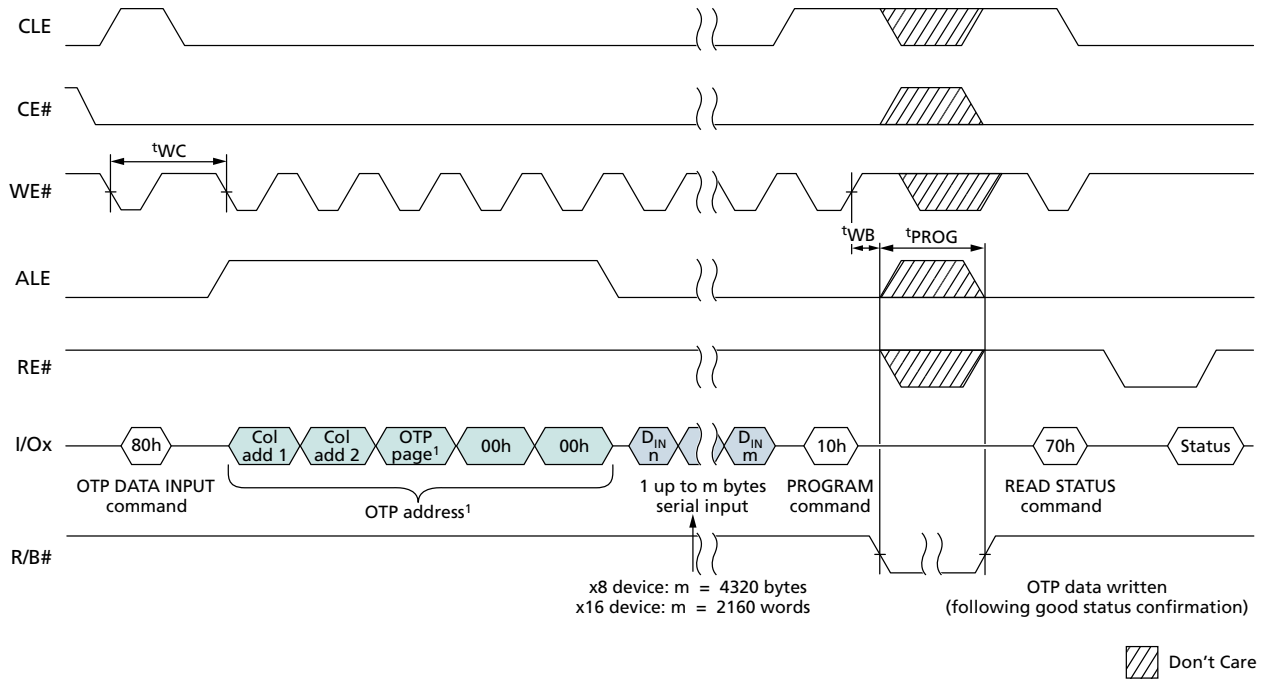 CLE
CE#
tWC
WE#
tWB
tPROG
ALE
RE#
I/Ox
80h
Col add 1
Col add 2
OTP page1
00h
00h
DIN n
DIN m
10h
70h
Status
OTP DATA INPUT
command
OTP address1
1 up to m bytes
serial input
PROGRAM
command
READ STATUS
command
R/B#
x8 device: m = 4320 bytes
x16 device: m = 2160 words
OTP data written
(following good status confirmation)
Don't Care